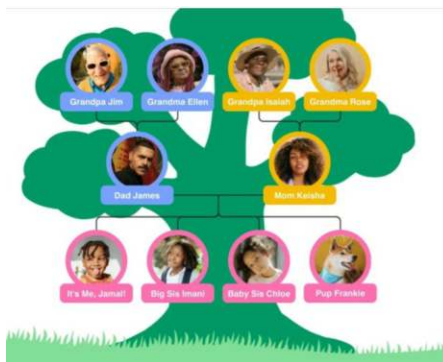 Grandpa Jim
Grandma Ellen
Grandpa Isaiah
Grandma Rose
Dad James
Mom Keisha
It's Me, Jamal!
Big Sis Imani
Baby Sis Chloe
Pup Frankie